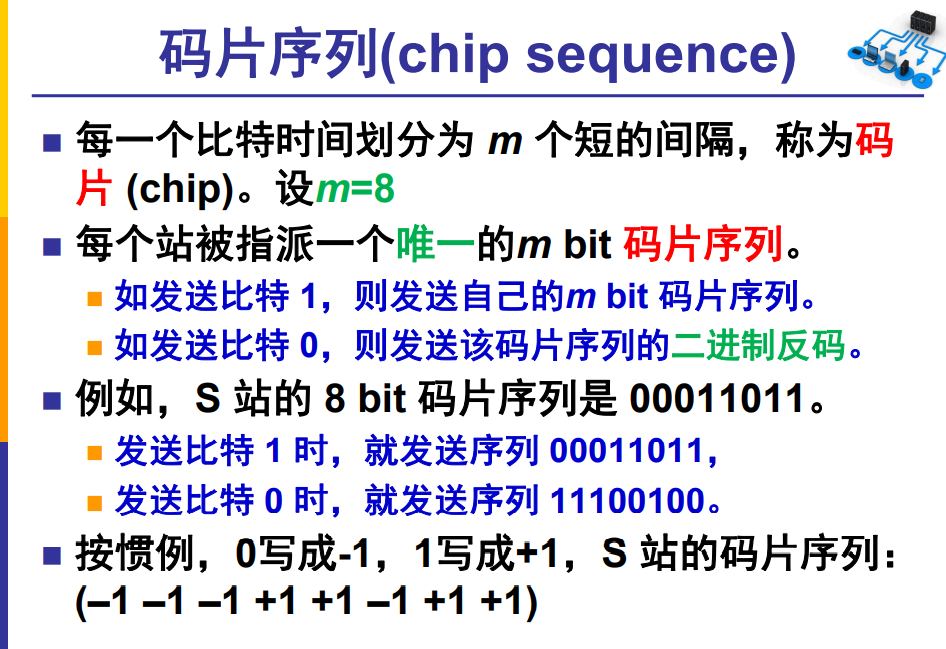 码片序列(chip sequence)
每一个比特时间划分为 m 个短的间隔，称为码
片 (chip)。设m=8
每个站被指派一个唯一的m bit 码片序列。
如发送比特 1，则发送自己的m bit 码片序列。
如发送比特 0，则发送该码片序列的二进制反码。
例如，S 站的 8 bit 码片序列是 00011011。
发送比特 1 时，就发送序列 00011011，
发送比特 0 时，就发送序列 11100100。
按惯例，0写成-1，1写成+1，S 站的码片序列：
(–1 –1 –1 +1 +1 –1 +1 +1)